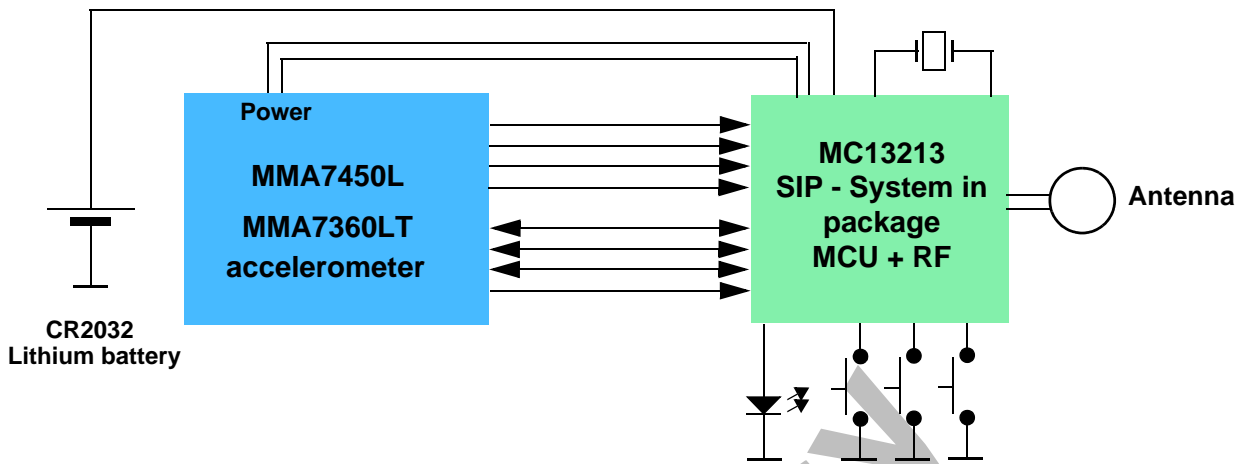 Power
MMA7450L
MMA7360LT
accelerometer
MC13213
SIP - System in
package
MCU + RF
Antenna
CR2032
Lithium battery